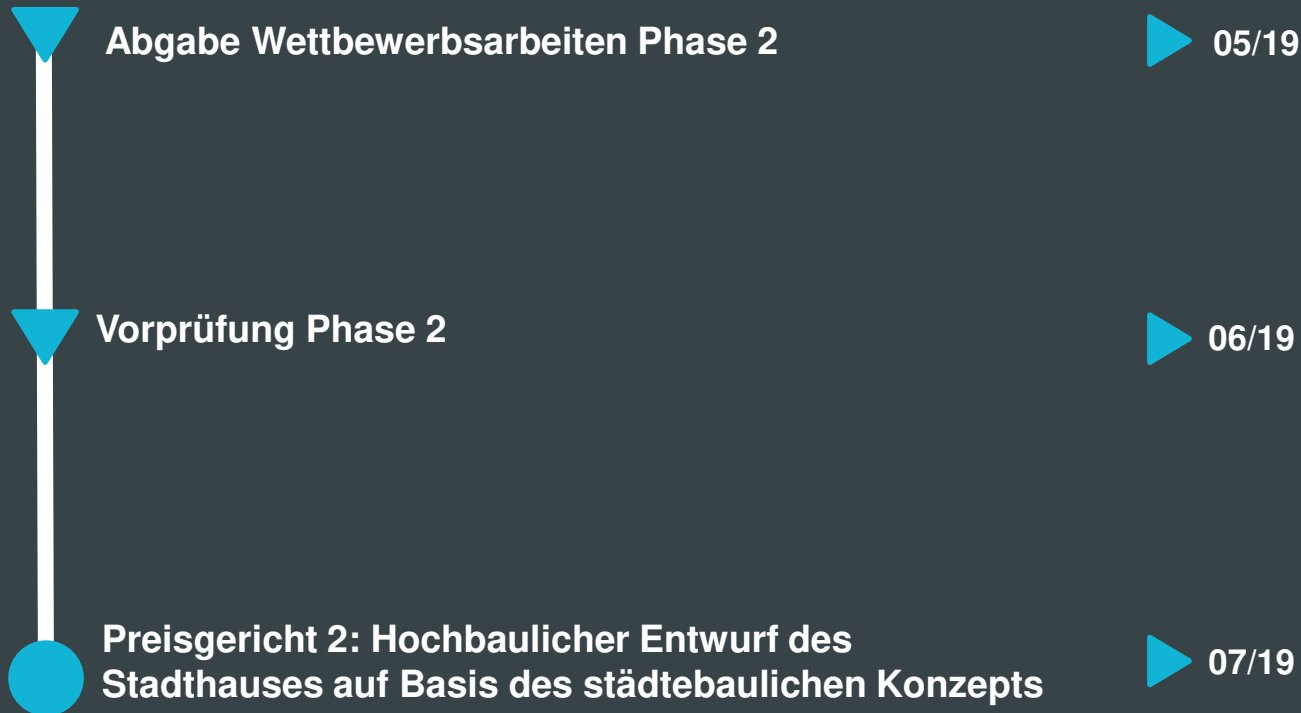 Abgabe Wettbewerbsarbeiten Phase 2
05/19
Vorprüfung Phase 2
06/19
Preisgericht 2: Hochbaulicher Entwurf des
Stadthauses auf Basis des städtebaulichen Konzepts
07/19